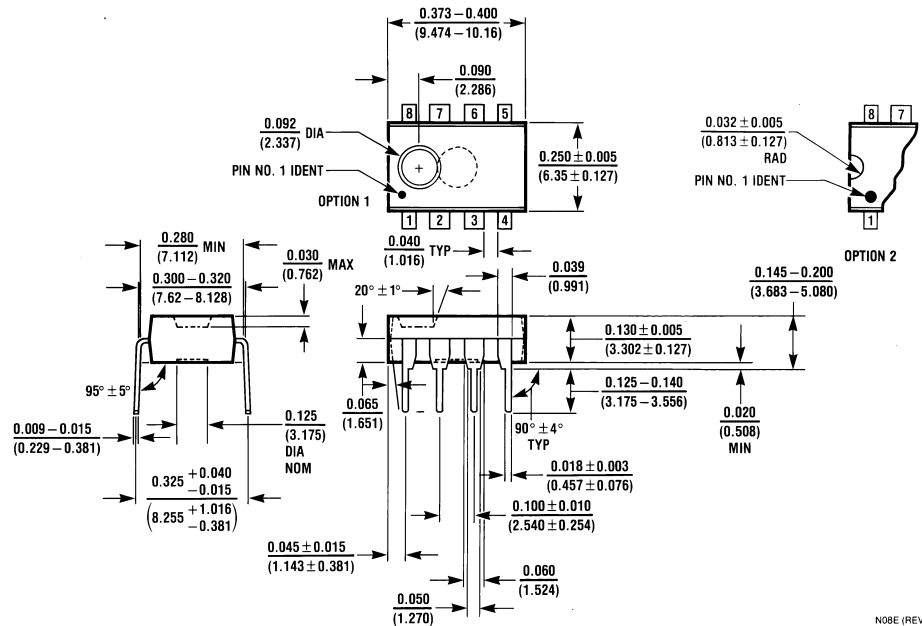 0.373 – 0.400
(9.474 – 10.16)
0.090
(2.286)
8 7 6 5
0.092 DIA
(2.337)
PIN NO. 1 IDENT
OPTION 1
1 2 3 4
0.250 ± 0.005
(6.35 ± 0.127)
8 7
0.032 ± 0.005
(0.813 ± 0.127)
RAD
PIN NO. 1 IDENT
1
OPTION 2
0.280 MIN
(7.112)
0.300 – 0.320
(7.62 – 8.128)
0.030 MAX
(0.762)
0.040 TYP
(1.016)
0.039
(0.991)
20° ± 1°
0.145 – 0.200
(3.683 – 5.080)
0.130 ± 0.005
(3.302 ± 0.127)
0.125 – 0.140
(3.175 – 3.556)
0.020
(0.508)
MIN
95° ± 5°
0.009 – 0.015
(0.229 – 0.381)
0.125
(3.175)
DIA
NOM
0.065
(1.651)
90° ± 4°
TYP
0.325 +0.040
−0.015
(8.255 +1.016
−0.381)
0.018 ± 0.003
(0.457 ± 0.076)
0.100 ± 0.010
(2.540 ± 0.254)
0.045 ± 0.015
(1.143 ± 0.381)
0.060
(1.524)
0.050
(1.270)
N08E (REV